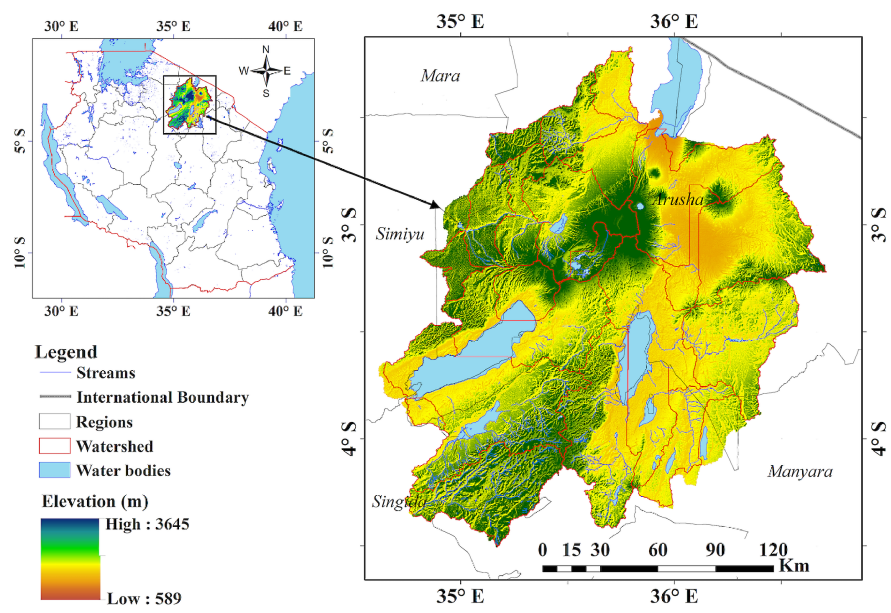 30° E 35° E 40° E
N
W E
S
5° S
10° S
5° S
10° S
30° E 35° E 40° E
35° E 36° E
Mara
Arusha
Simiyu
Manyara
Singida
3° S
4° S
3° S
4° S
0 15 30 60 90 120
Km
35° E 36° E
Legend
Streams
International Boundary
Regions
Watershed
Water bodies
Elevation (m)
High : 3645
Low : 589